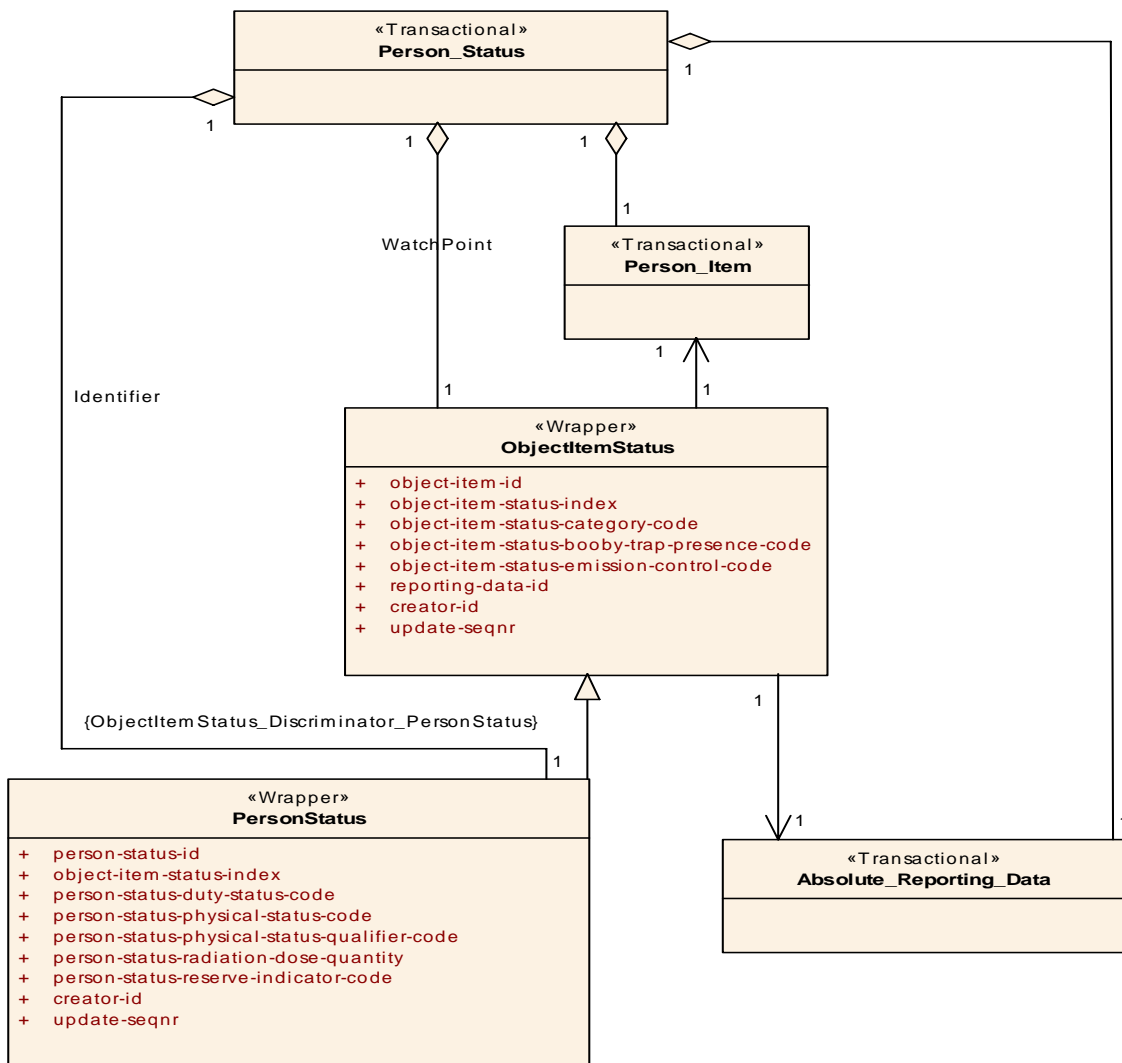 «Transactional»
Person_Status
1
1
1
1
1
WatchPoint
«Transactional»
Person_Item
1
1
1
Identifier
«Wrapper»
ObjectItemStatus
+ object-item-id
+ object-item-status-index
+ object-item-status-category-code
+ object-item-status-booby-trap-presence-code
+ object-item-status-emission-control-code
+ reporting-data-id
+ creator-id
+ update-seqnr
1
{ObjectItemStatus_Discriminator_PersonStatus}
1
«Wrapper»
PersonStatus
+ person-status-id
+ object-item-status-index
+ person-status-duty-status-code
+ person-status-physical-status-code
+ person-status-physical-status-qualifier-code
+ person-status-radiation-dose-quantity
+ person-status-reserve-indicator-code
+ creator-id
+ update-seqnr
1
1
«Transactional»
Absolute_Reporting_Data